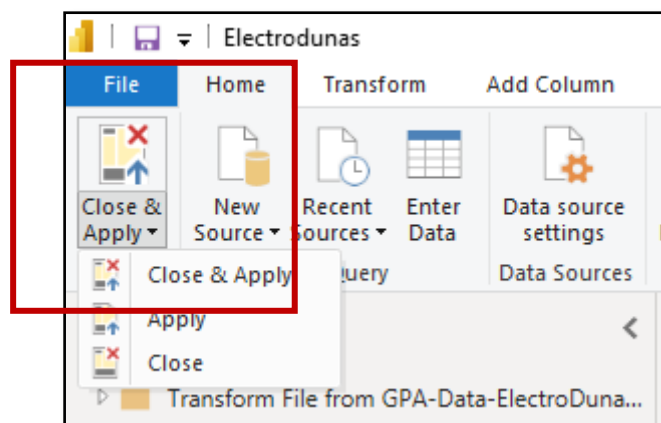 Electrodunas
File Home Transform Add Column
Close & Apply
New Source
Recent Sources
Enter Data
Data source settings
Close & Apply
Query
Data Sources
Apply
Close
Transform File from GPA-Data-ElectroDuna...